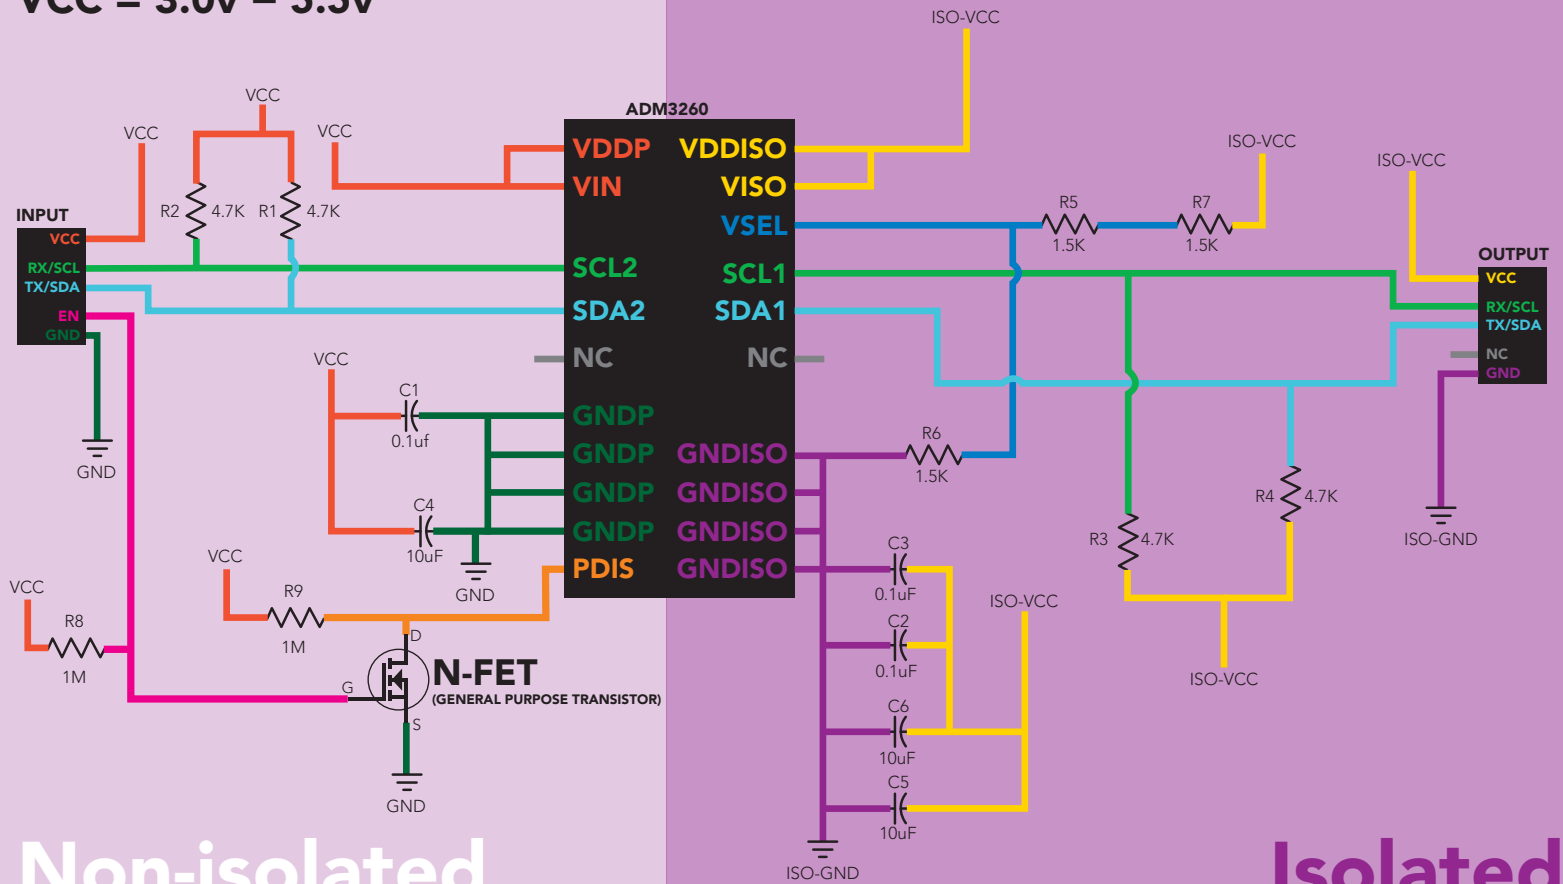 VCC = 3.0v – 5.5v
ISO-VCC
VCC
VCC
VCC
ADM3260
VDDP
VDDISO
VIN
VISO
ISO-VCC
ISO-VCC
INPUT
VCC
RX/SCL
TX/SDA
EN
GND
R2
4.7K
R1
4.7K
VSEL
R5
1.5K
R7
1.5K
SCL2
SCL1
SDA2
SDA1
NC
NC
OUTPUT
VCC
RX/SCL
TX/SDA
NC
GND
VCC
C1
0.1uf
GNDP
GNDP
GNDP
GNDP
GNDISO
GNDISO
GNDISO
GNDISO
PDIS
R6
1.5K
GND
C4
10uF
GND
R4
4.7K
R3
4.7K
ISO-GND
VCC
R9
1M
VCC
R8
1M
D
G
S
N-FET
(GENERAL PURPOSE TRANSISTOR)
GND
C3
0.1uF
C2
0.1uF
C6
10uF
C5
10uF
ISO-VCC
ISO-VCC
ISO-GND
Non-isolated
Isolated